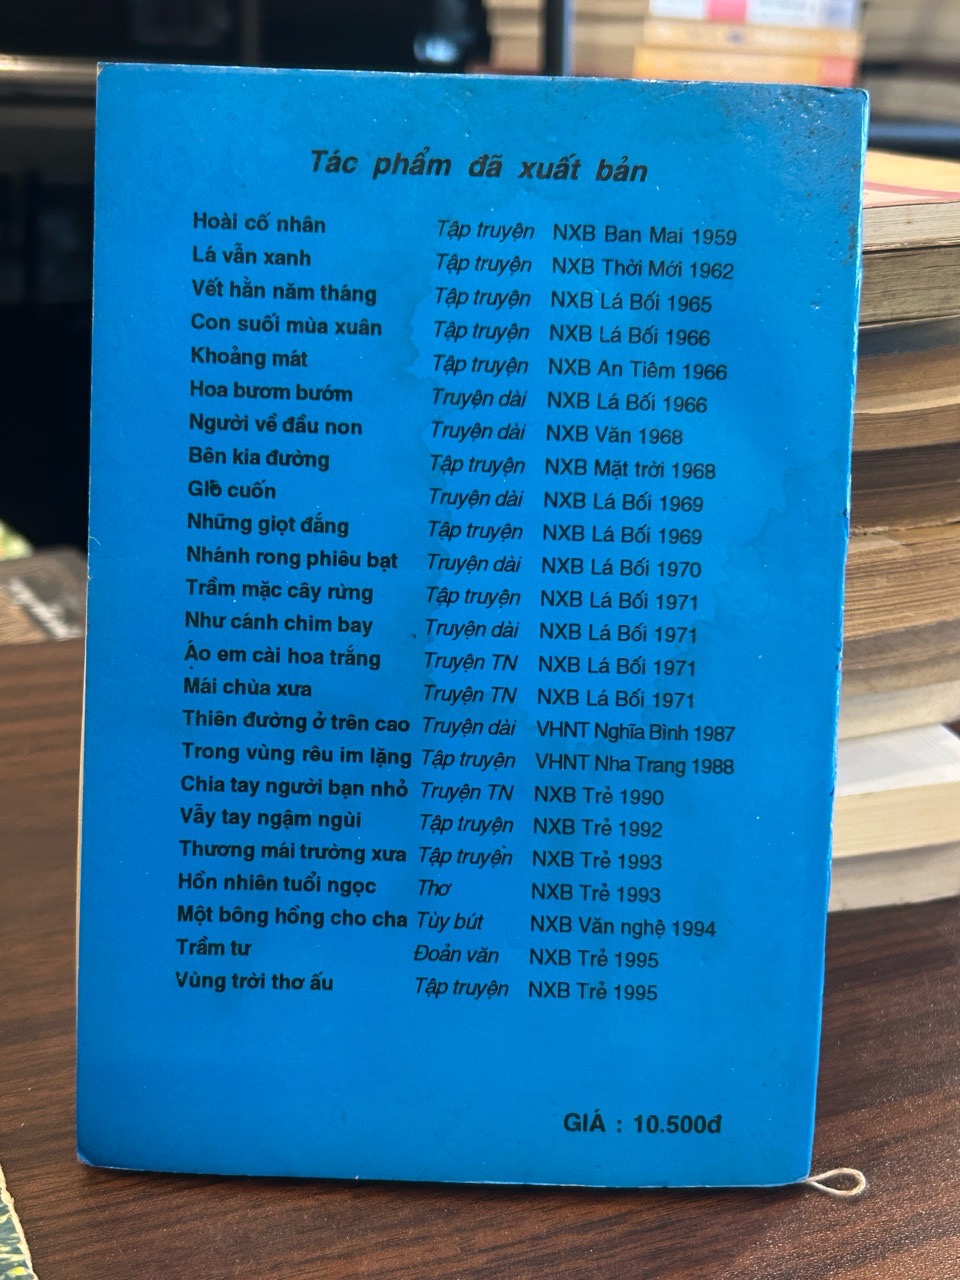 Tác phẩm đã xuất bản
Hoài cố nhân Tập truyện NXB Ban Mai 1959
Lá vẫn xanh Tập truyện NXB Thời Mới 1962
Vết hằn năm tháng Tập truyện NXB Lá Bối 1965
Con suối mùa xuân Tập truyện NXB Lá Bối 1966
Khoảng mát Tập truyện NXB An Tiêm 1966
Hoa bươm bướm Truyện dài NXB Lá Bối 1966
Người về đầu non Truyện dài NXB Văn 1968
Bên kia đường Tập truyện NXB Mặt trời 1968
Gió cuốn Truyện dài NXB Lá Bối 1969
Những giọt đắng Tập truyện NXB Lá Bối 1969
Nhánh rong phiêu bạt Truyện dài NXB Lá Bối 1970
Trầm mặc cây rừng Tập truyện NXB Lá Bối 1971
Như cánh chim bay Truyện dài NXB Lá Bối 1971
Áo em cài hoa trắng Truyện TN NXB Lá Bối 1971
Mái chùa xưa Truyện TN NXB Lá Bối 1971
Thiên đường ở trên cao Truyện dài VHNT Nghĩa Bình 1987
Trong vùng rêu im lặng Tập truyện VHNT Nha Trang 1988
Chia tay người bạn nhỏ Truyện TN NXB Trẻ 1990
Vẫy tay ngậm ngùi Tập truyện NXB Trẻ 1992
Thương mái trường xưa Tập truyện NXB Trẻ 1993
Hồn nhiên tuổi ngọc Thơ NXB Trẻ 1993
Một bông hồng cho cha Tùy bút NXB Văn nghệ 1994
Trầm tư Đoản văn NXB Trẻ 1995
Vùng trời thơ ấu Tập truyện NXB Trẻ 1995
GIÁ : 10.500đ